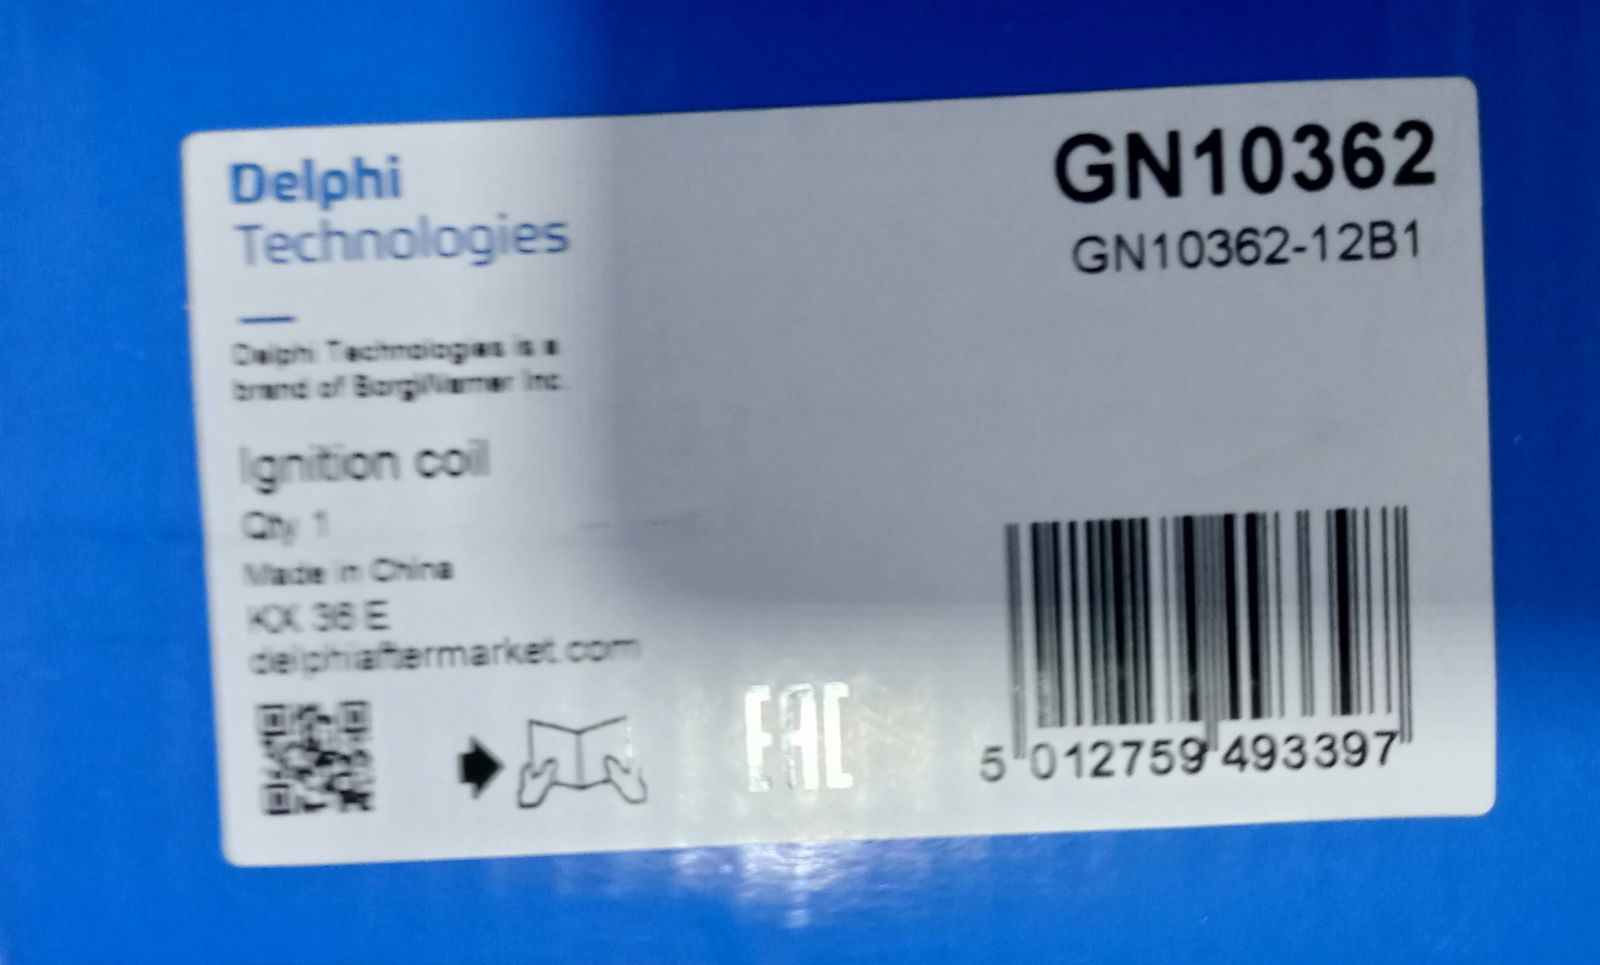 Delphi
Technologies
GN10362
GN10362-12B1
Delphi Technologies is a
brand of BorgWarner Inc.
Ignition coil
Qty 1
Made in China
KX 36 E
delphiaftermarket.com
EAC
5 012759 493397